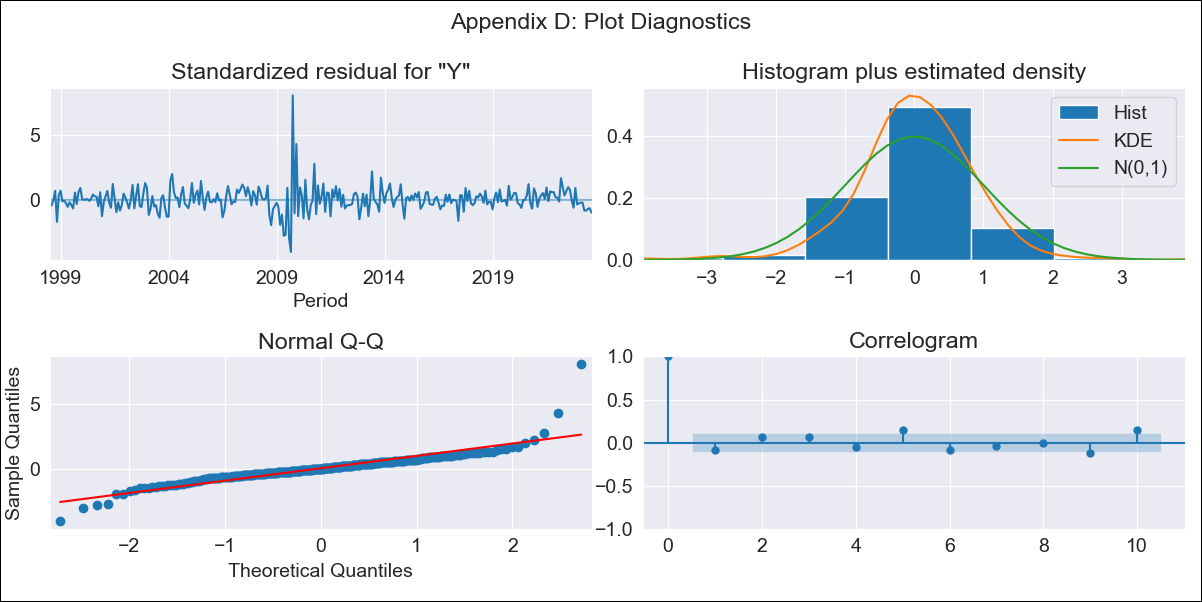 Appendix D: Plot Diagnostics
Standardized residual for "Y"
5
0
1999 2004 2009 2014 2019
Period
Histogram plus estimated density
Hist
KDE
N(0,1)
0.4
0.2
0.0
−3 −2 −1 0 1 2 3
Normal Q-Q
Sample Quantiles
5
0
−2 −1 0 1 2
Theoretical Quantiles
Correlogram
1.0
0.5
0.0
−0.5
−1.0
0 2 4 6 8 10